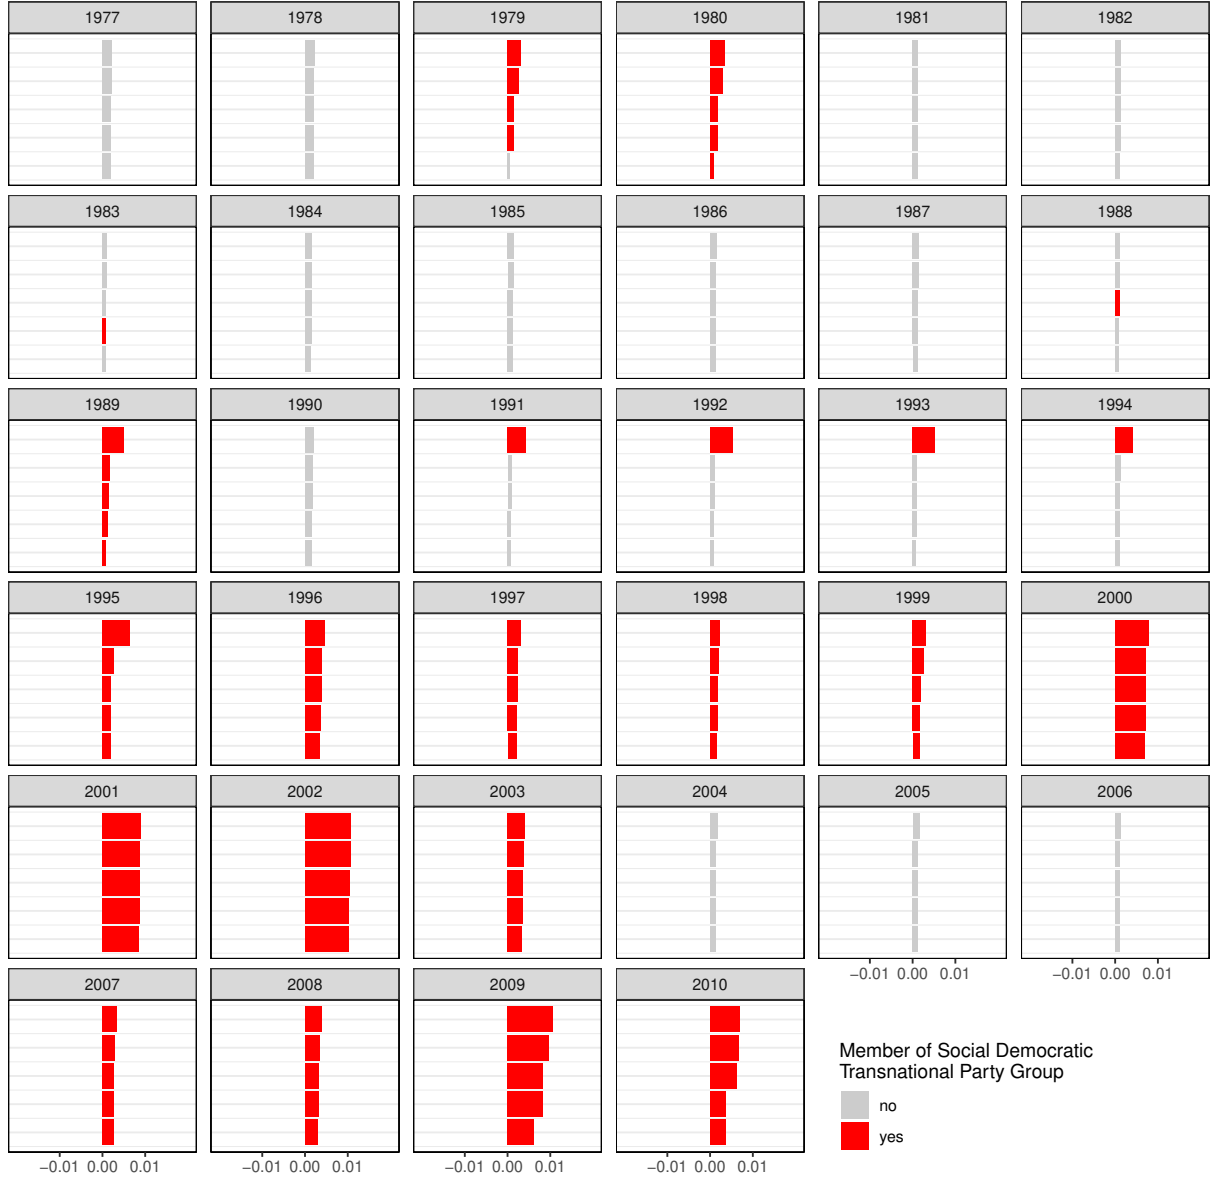 1977 1978 1979 1980 1981 1982
1983 1984 1985 1986 1987 1988
1989 1990 1991 1992 1993 1994
1995 1996 1997 1998 1999 2000
2001 2002 2003 2004 2005 2006
−0.01 0.00 0.01 −0.01 0.00 0.01
2007 2008 2009 2010
Member of Social Democratic
Transnational Party Group
no
yes
−0.01 0.00 0.01 −0.01 0.00 0.01 −0.01 0.00 0.01 −0.01 0.00 0.01